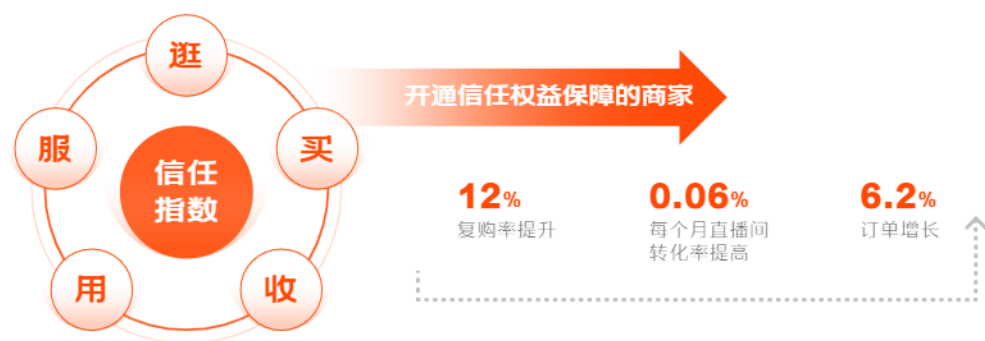 逛
买
收
用
服
信任
指数
开通信任权益保障的商家
12%
复购率提升
0.06%
每个月直播间
转化率提高
6.2%
订单增长